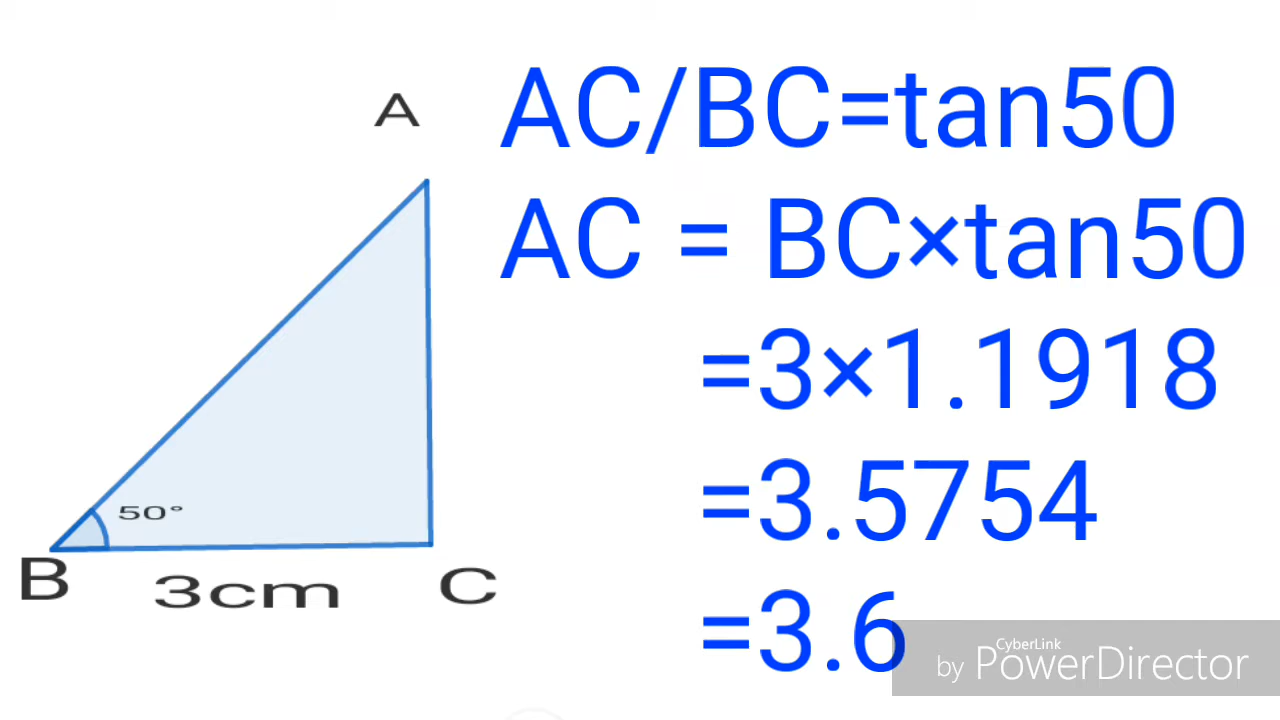 A
AC/BC=tan50
AC = BC×tan50
=3×1.1918
=3.5754
=3.6
50°
B
3cm
C
CyberLink
by PowerDirector